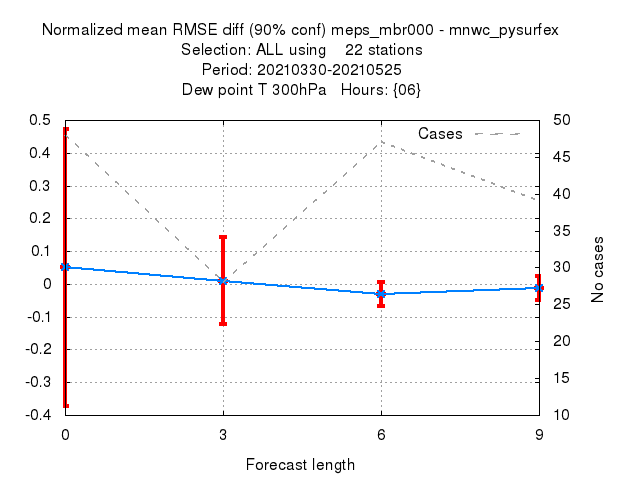 Normalized mean RMSE diff (90% conf) meps_mbr000 - mnwc_pysurfex
Selection: ALL using 22 stations
Period: 20210330-20210525
Dew point T 300hPa Hours: {06}
Cases
0.5
0.4
0.3
0.2
0.1
0
-0.1
-0.2
-0.3
-0.4
50
45
40
35
30
25
20
15
10
No cases
0 3 6 9
Forecast length